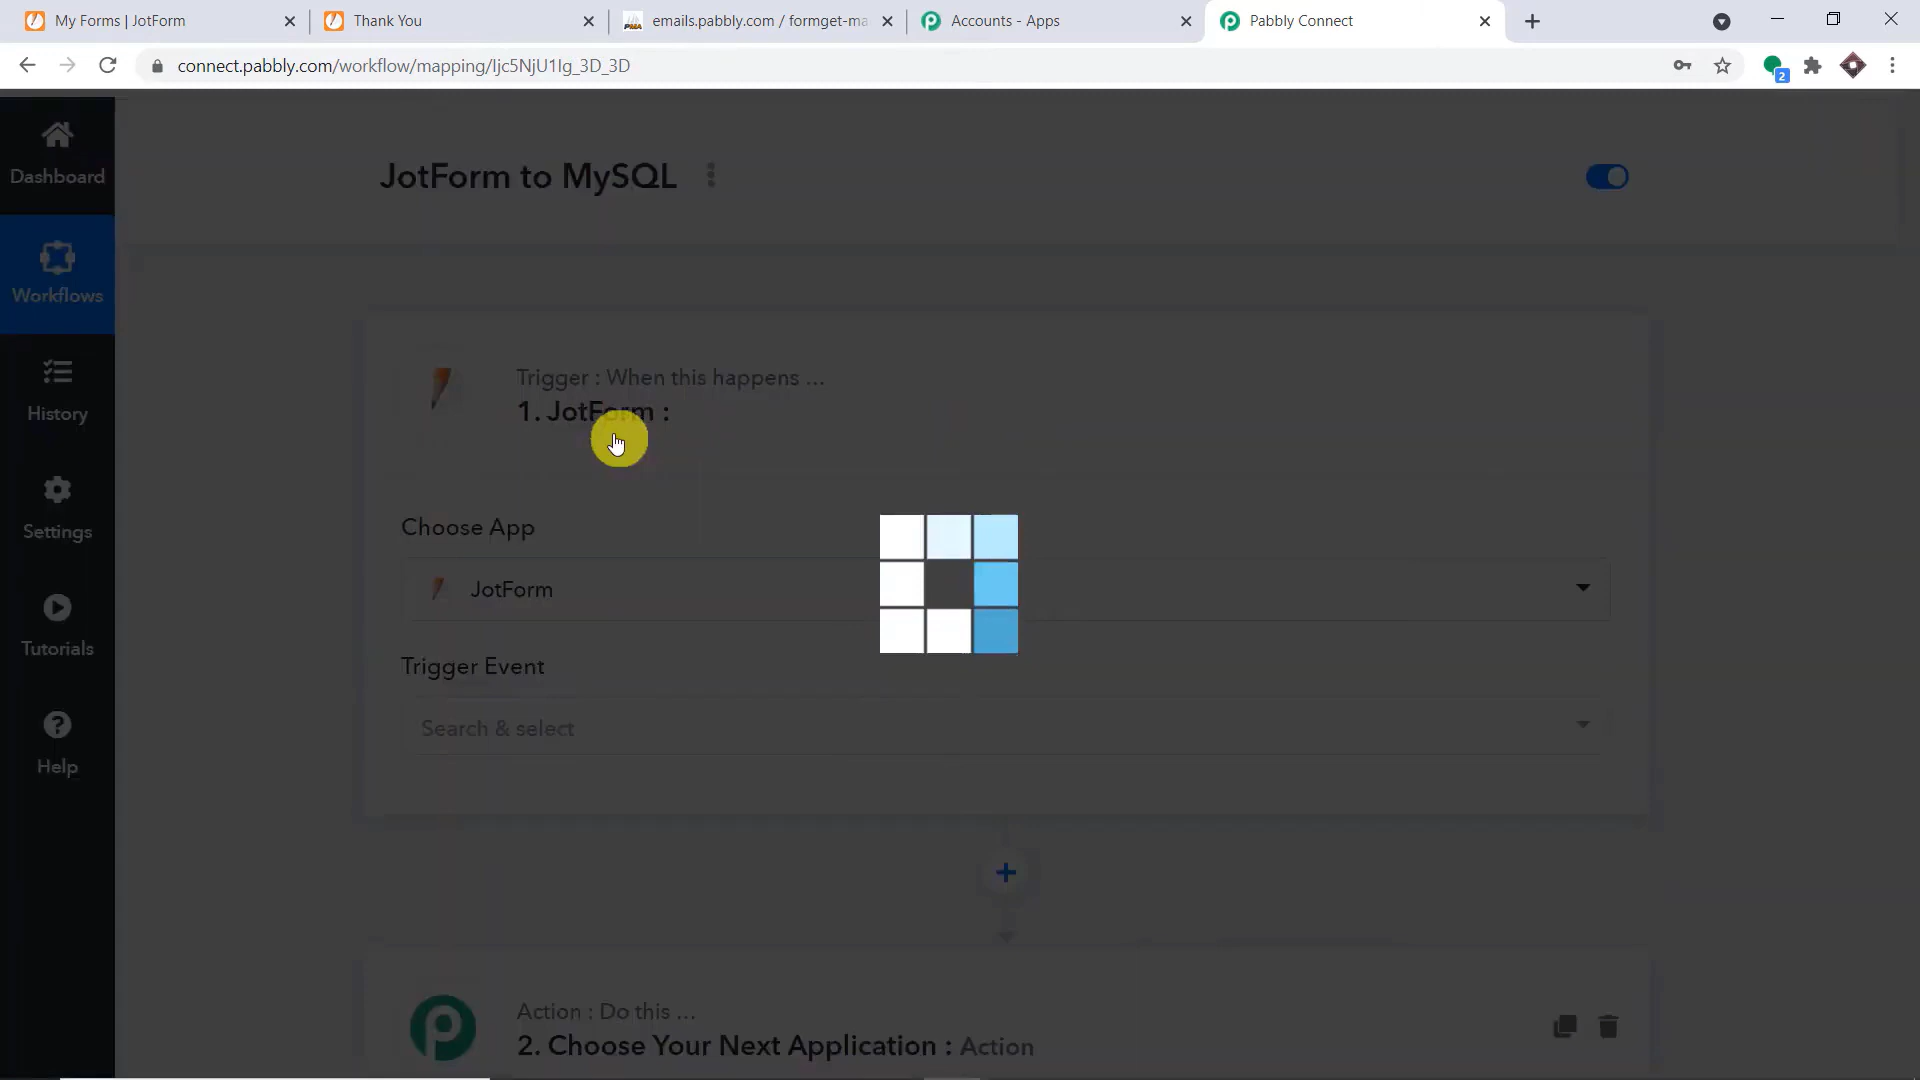 My Forms | JotForm
Thank You
emails.pabbly.com / formget-ma
Accounts - Apps
Pabbly Connect
connect.pabbly.com/workflow/mapping/Ijc5NjU1Ig_3D_3D
2
Dashboard
JotForm to MySQL
Workflows
Trigger : When this happens ...
1. JotForm :
History
Choose App
Settings
JotForm
Tutorials
Trigger Event
Search & select
Help
Action : Do this ...
2. Choose Your Next Application : Action